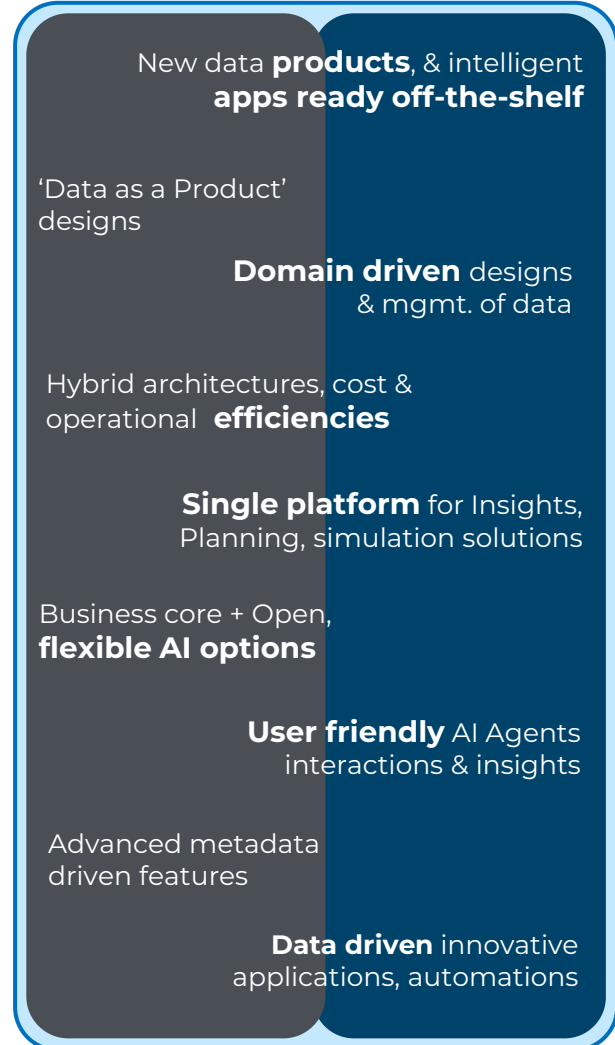 New data products, & intelligent
apps ready off-the-shelf
‘Data as a Product’
designs
Domain driven designs
& mgmt. of data
Hybrid architectures, cost &
operational efficiencies
Single platform for Insights,
Planning, simulation solutions
Business core + Open,
flexible AI options
User friendly AI Agents
interactions & insights
Advanced metadata
driven features
Data driven innovative
applications, automations